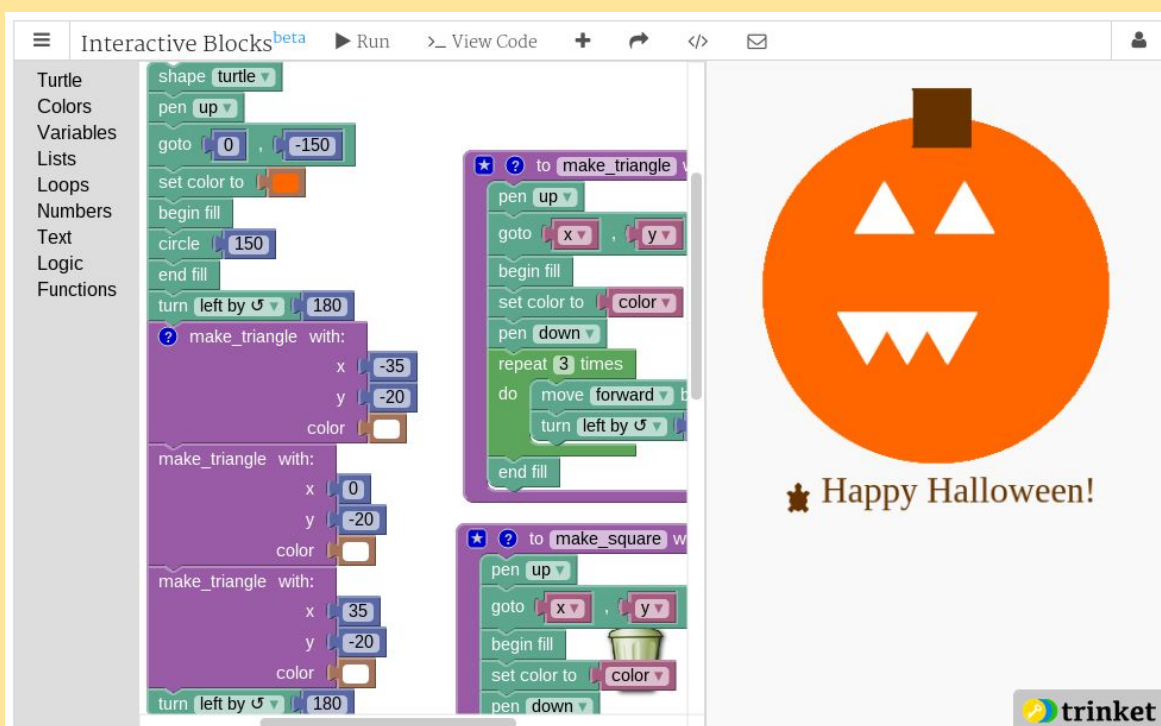 Interactive Blocksbeta Run >_ View Code </>
Turtle
Colors
Variables
Lists
Loops
Numbers
Text
Logic
Functions
shape turtle
pen up
goto 0 , -150
set color to
begin fill
circle 150
end fill
turn left by ↺ 180
? make_triangle with:
x -35
y -20
color
make_triangle with:
x 0
y -20
color
make_triangle with:
x 35
y -20
color
turn left by ↺ 180
? to make_triangle
pen up
goto x , y
begin fill
set color to color
pen down
repeat 3 times
do move forward
turn left by ↺
end fill
? to make_square
pen up
goto x , y
begin fill
set color to color
pen down
Happy Halloween!
trinket